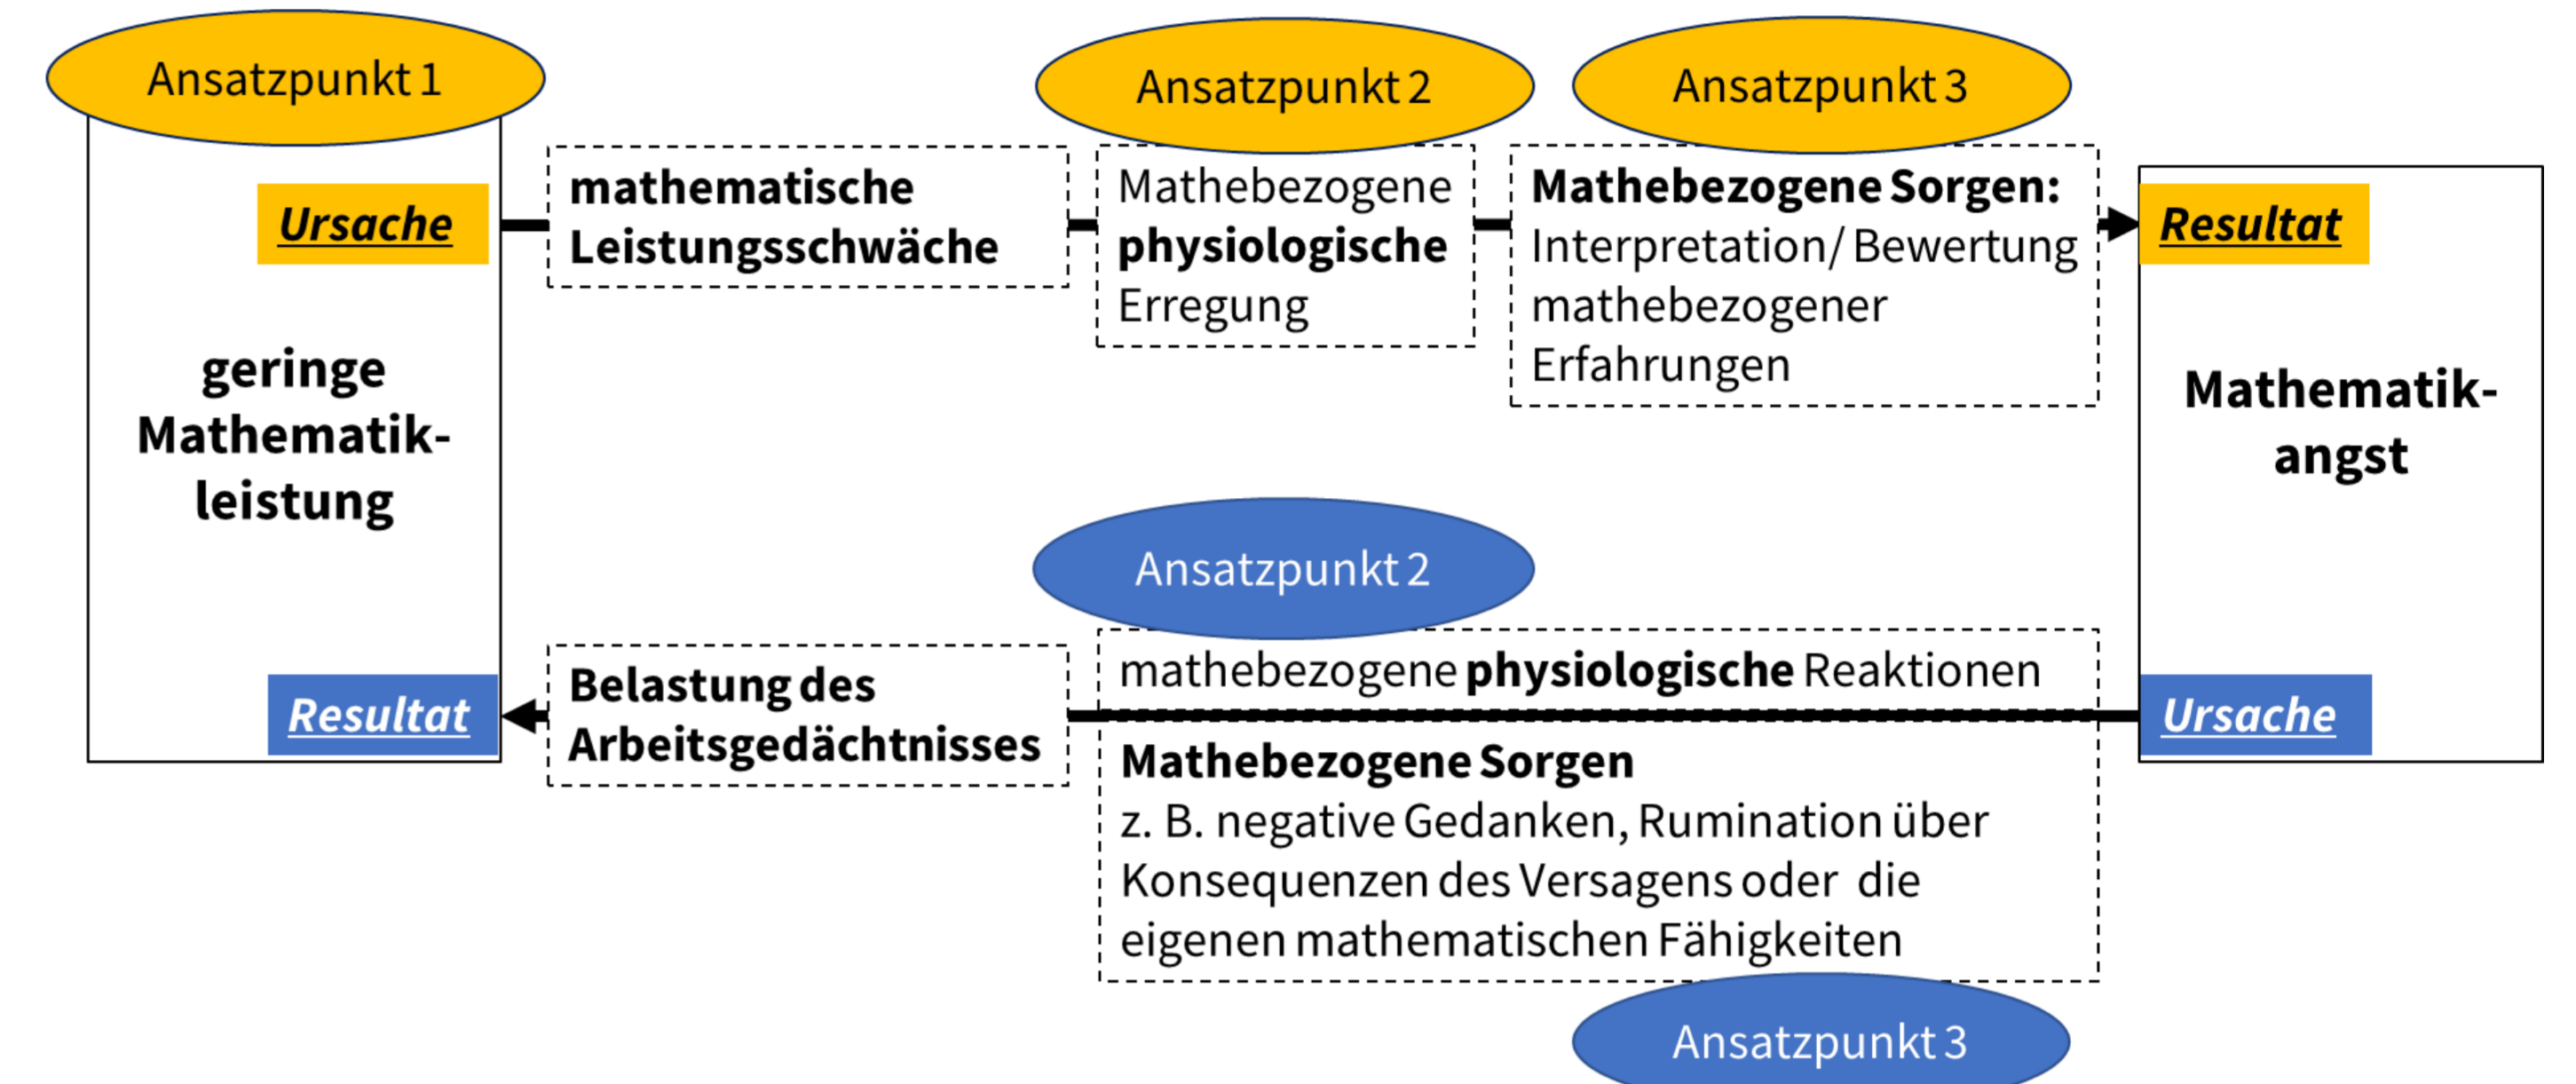 Ansatzpunkt 1
Ansatzpunkt 2
Ansatzpunkt 3
Ursache
mathematische
Leistungsschwäche
Mathebezogene
physiologische
Erregung
Mathebezogene Sorgen:
Interpretation/ Bewertung
mathebezogener
Erfahrungen
Resultat
geringe
Mathematik-
leistung
Mathematik-
angst
Ansatzpunkt 2
Resultat
Belastung des
Arbeitsgedächtnisses
mathebezogene physiologische Reaktionen
Mathebezogene Sorgen
z. B. negative Gedanken, Rumination über
Konsequenzen des Versagens oder die
eigenen mathematischen Fähigkeiten
Ursache
Ansatzpunkt 3